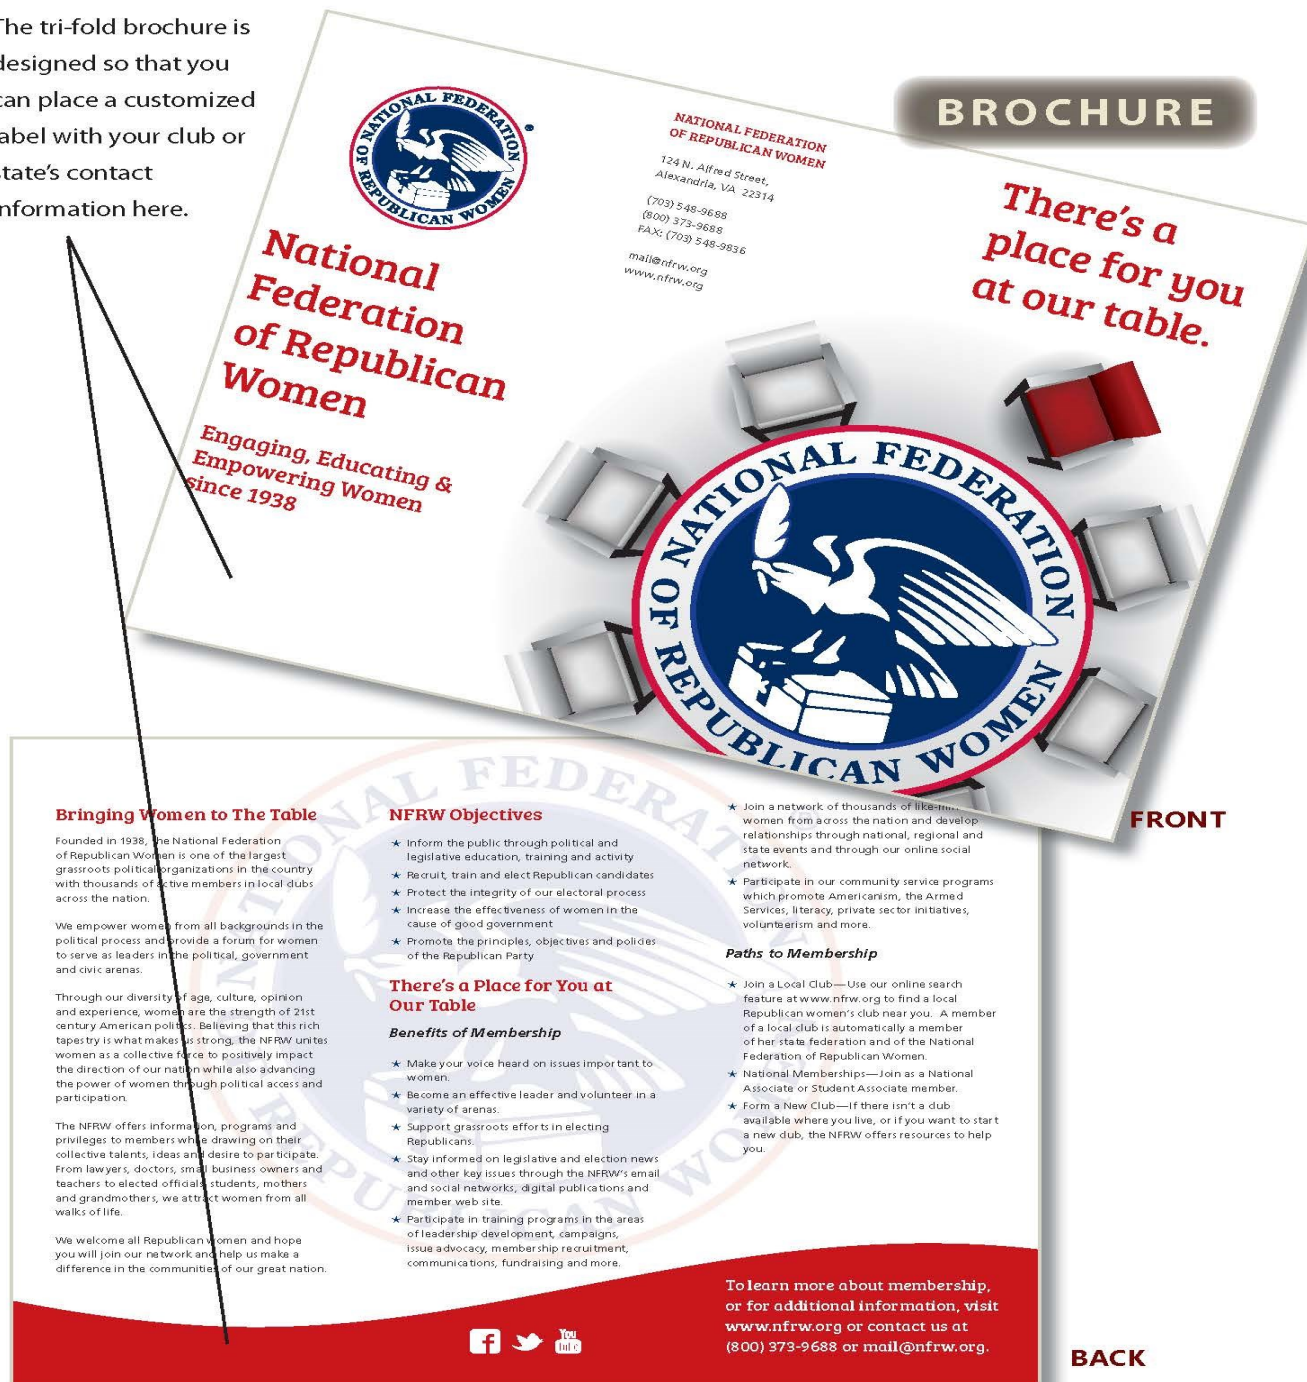 The tri-fold brochure is
designed so that you
can place a customized
label with your club or
state's contact
information here.
BROCHURE
NATIONAL FEDERATION
OF REPUBLICAN WOMEN
®
National
Federation
of Republican
Women
Engaging, Educating &
Empowering Women
since 1938
NATIONAL FEDERATION
OF REPUBLICAN WOMEN
124 N. Alfred Street,
Alexandria, VA 22314
(703) 548-9688
(800) 373-9688
FAX: (703) 548-9836
mail@nfrw.org
www.nfrw.org
There's a
place for you
at our table.
NATIONAL FEDERATION
OF REPUBLICAN WOMEN
FRONT
NATIONAL FEDERATION
OF REPUBLICAN WOMEN
®
Bringing Women to The Table
Founded in 1938, the National Federation
of Republican Women is one of the largest
grassroots political organizations in the country
with thousands of active members in local clubs
across the nation.
We empower women from all backgrounds in the
political process and provide a forum for women
to serve as leaders in the political, government
and civic arenas.
Through our diversity of age, culture, opinion
and experience, women are the strength of 21st
century American politics. Believing that this rich
tapestry is what makes us strong, the NFRW unites
women as a collective force to positively impact
the direction of our nation while also advancing
the power of women through political access and
participation.
The NFRW offers information, programs and
privileges to members while drawing on their
collective talents, ideas and desire to participate.
From lawyers, doctors, small business owners and
teachers to elected officials, students, mothers
and grandmothers, we attract women from all
walks of life.
We welcome all Republican women and hope
you will join our network and help us make a
difference in the communities of our great nation.
NFRW Objectives
★ Inform the public through political and
legislative education, training and activity
★ Recruit, train and elect Republican candidates
★ Protect the integrity of our electoral process
★ Increase the effectiveness of women in the
cause of good government
★ Promote the principles, objectives and policies
of the Republican Party
There's a Place for You at
Our Table
Benefits of Membership
★ Make your voice heard on issues important to
women.
★ Become an effective leader and volunteer in a
variety of arenas.
★ Support grassroots efforts in electing
Republicans.
★ Stay informed on legislative and election news
and other key issues through the NFRW's email
and social networks, digital publications and
member web site.
★ Participate in training programs in the areas
of leadership development, campaigns,
issue advocacy, membership recruitment,
communications, fundraising and more.
★ Join a network of thousands of
women from across the nation and develop
relationships through national, regional and
state events and through our online social
network.
★ Participate in our community service programs
which promote Americanism, the Armed
Services, literacy, private sector initiatives,
volunteerism and more.
Paths to Membership
★ Join a Local Club—Use our online search
feature at www.nfrw.org to find a local
Republican women's club near you. A member
of a local club is automatically a member
of her state federation and of the National
Federation of Republican Women.
★ National Memberships—Join as a National
Associate or Student Associate member.
★ Form a New Club—If there isn't a club
available where you live, or if you want to start
a new club, the NFRW offers resources to help
you.
f
You
Tube
To learn more about membership,
or for additional information, visit
www.nfrw.org or contact us at
(800) 373-9688 or mail@nfrw.org.
BACK